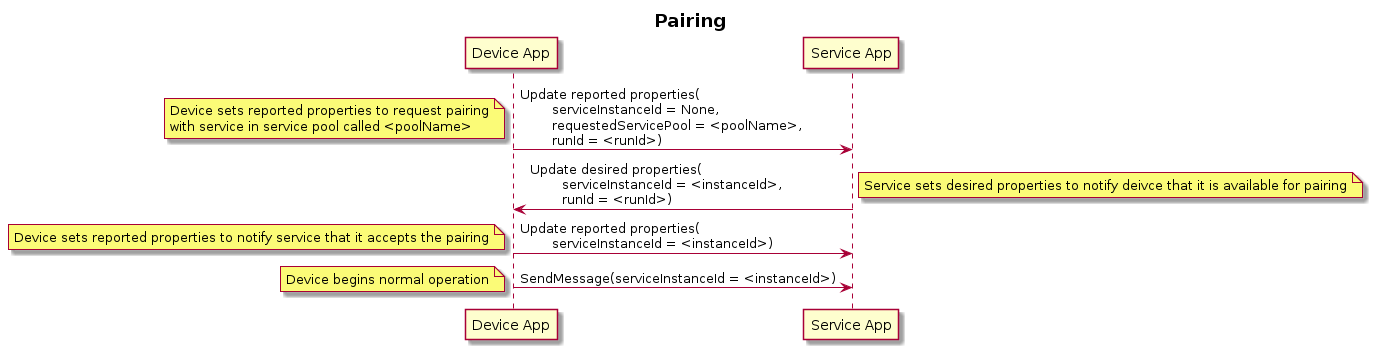 Pairing
Device App
Service App
Device sets reported properties to request pairing
with service in service pool called <poolName>
Update reported properties(
serviceInstanceId = None,
requestedServicePool = <poolName>,
runId = <runId>)
Update desired properties(
serviceInstanceId = <instanceId>,
runId = <runId>)
Service sets desired properties to notify deivce that it is available for pairing
Device sets reported properties to notify service that it accepts the pairing
Update reported properties(
serviceInstanceId = <instanceId>)
Device begins normal operation
SendMessage(serviceInstanceId = <instanceId>)
Device App
Service App